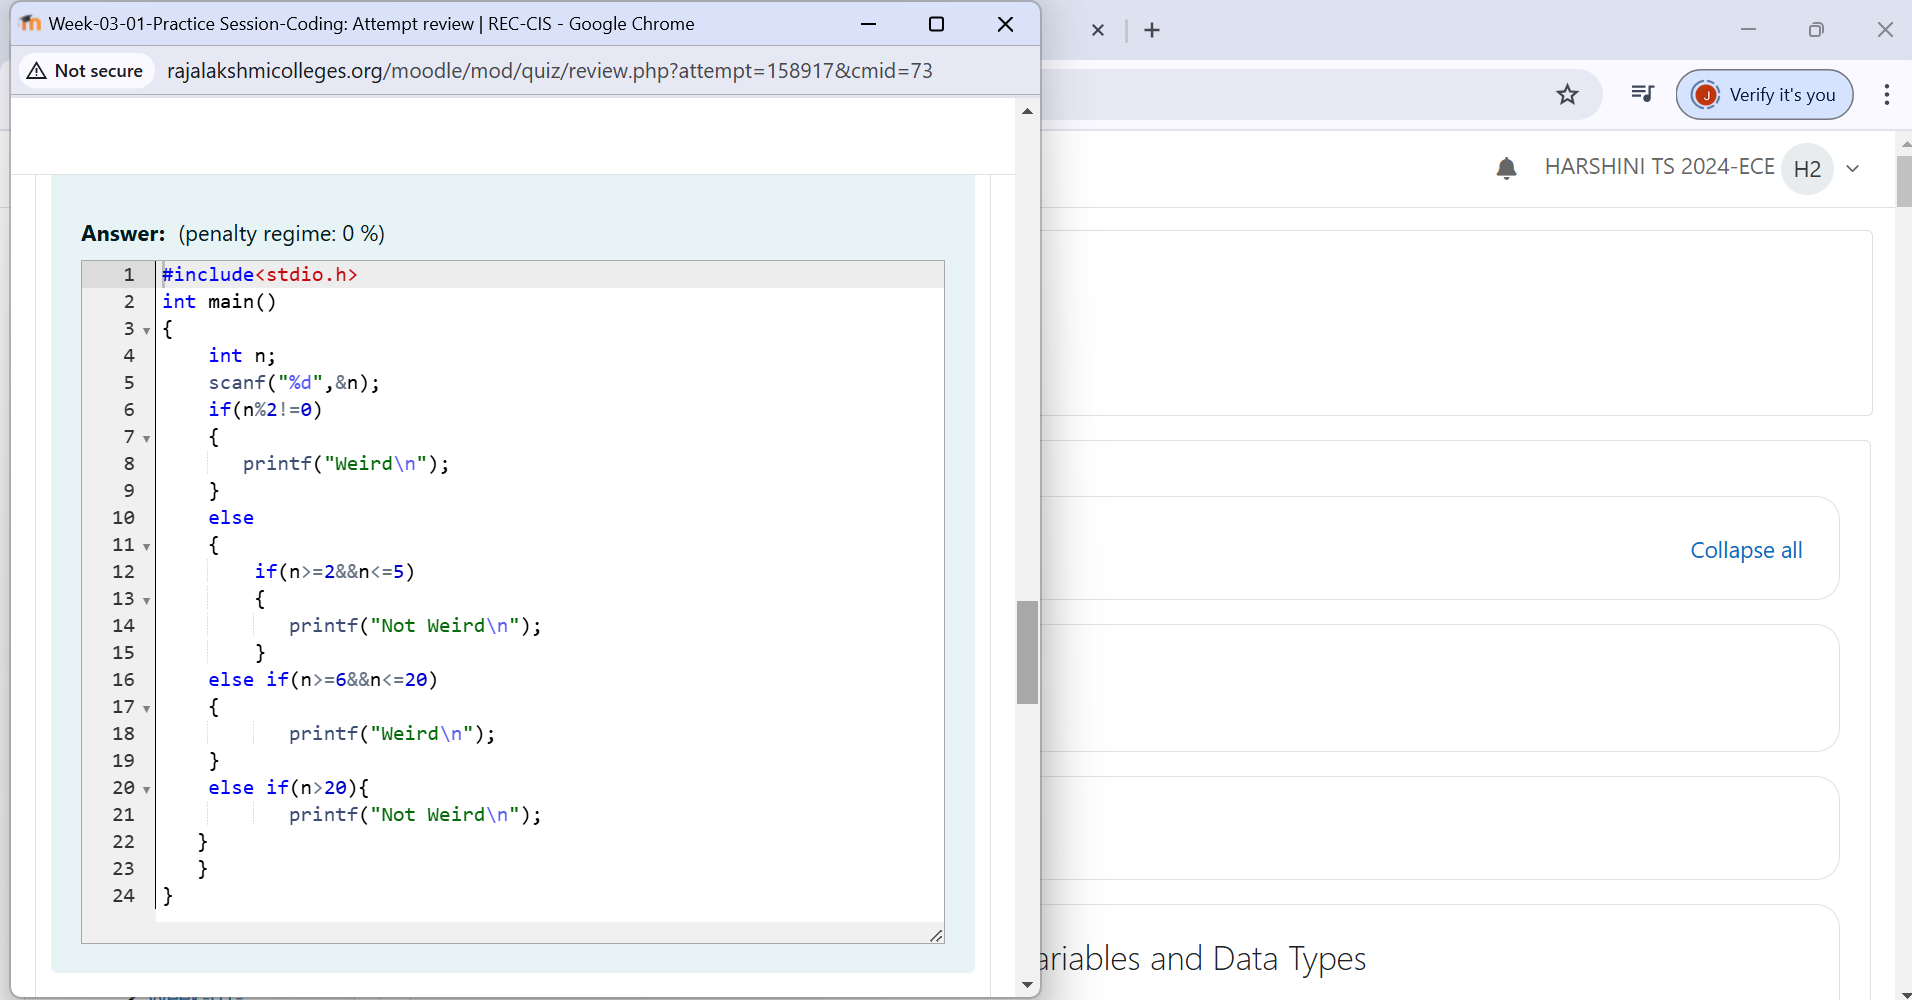 Week-03-01-Practice Session-Coding: Attempt review | REC-CIS - Google Chrome
Not secure rajalakshmicolleges.org/moodle/mod/quiz/review.php?attempt=158917&cmid=73
J Verify it's you
HARSHINI TS 2024-ECE H2
Answer: (penalty regime: 0 %)
1 #include<stdio.h>
2 int main()
3 {
4     int n;
5     scanf("%d",&n);
6     if(n%2!=0)
7     {
8        printf("Weird\n");
9     }
10     else
11     {
12         if(n>=2&&n<=5)
13         {
14            printf("Not Weird\n");
15         }
16     else if(n>=6&&n<=20)
17     {
18            printf("Weird\n");
19     }
20     else if(n>20){
21            printf("Not Weird\n");
22    }
23    }
24 }
Collapse all
ariables and Data Types